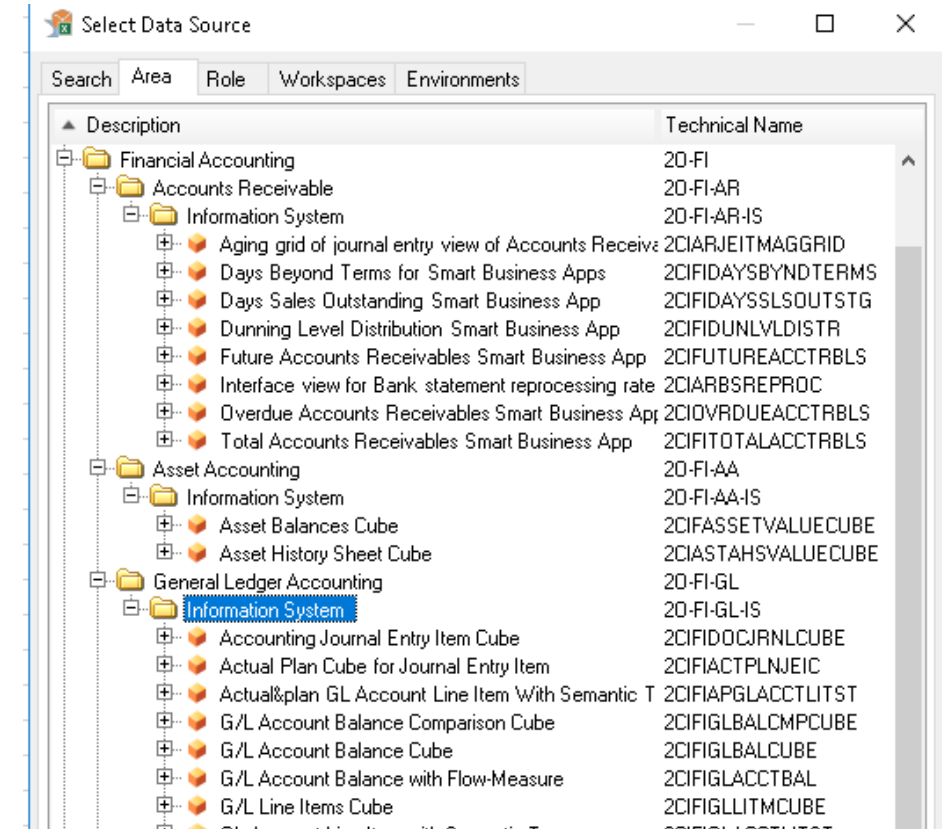 Select Data Source
Search Area Role Workspaces Environments
Description Technical Name
Financial Accounting 2O-FI
Accounts Receivable 2O-FI-AR
Information System 2O-FI-AR-IS
Aging grid of journal entry view of Accounts Receiva 2CIARJEITMAGGRID
Days Beyond Terms for Smart Business Apps 2CIFIDAYSBYNDTERMS
Days Sales Outstanding Smart Business App 2CIFIDAYSSLSOUTSTG
Dunning Level Distribution Smart Business App 2CIFIDUNLVLDISTR
Future Accounts Receivables Smart Business App 2CIFUTUREACCTRBLS
Interface view for Bank statement reprocessing rate 2CIARBSREPROC
Overdue Accounts Receivables Smart Business App 2CIOVRDUEACCTRBLS
Total Accounts Receivables Smart Business App 2CIFITOTALACCTRBLS
Asset Accounting 2O-FI-AA
Information System 2O-FI-AA-IS
Asset Balances Cube 2CIFASSETVALUECUBE
Asset History Sheet Cube 2CIASTAHSVALUECUBE
General Ledger Accounting 2O-FI-GL
Information System 2O-FI-GL-IS
Accounting Journal Entry Item Cube 2CIFIDOCJRNLCUBE
Actual Plan Cube for Journal Entry Item 2CIFIACTPLNJEIC
Actual&plan GL Account Line Item With Semantic T 2CIFIAPGLACCTLITST
G/L Account Balance Comparison Cube 2CIFIGLBALCMPCUBE
G/L Account Balance Cube 2CIFIGLBALCUBE
G/L Account Balance with Flow-Measure 2CIFIGLACCTBAL
G/L Line Items Cube 2CIFIGLLITMCUBE